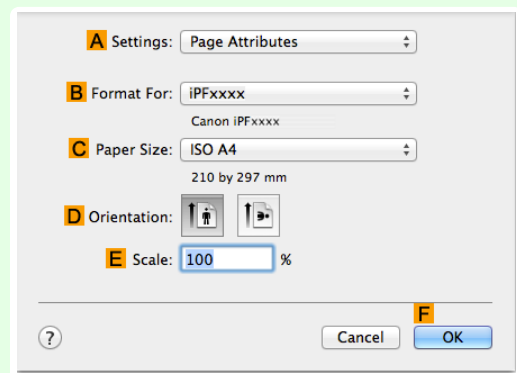 A Settings: Page Attributes
B Format For: iPFxxxx
Canon iPFxxxx
C Paper Size: ISO A4
210 by 297 mm
D Orientation:
E Scale: 100 %
F
? Cancel OK